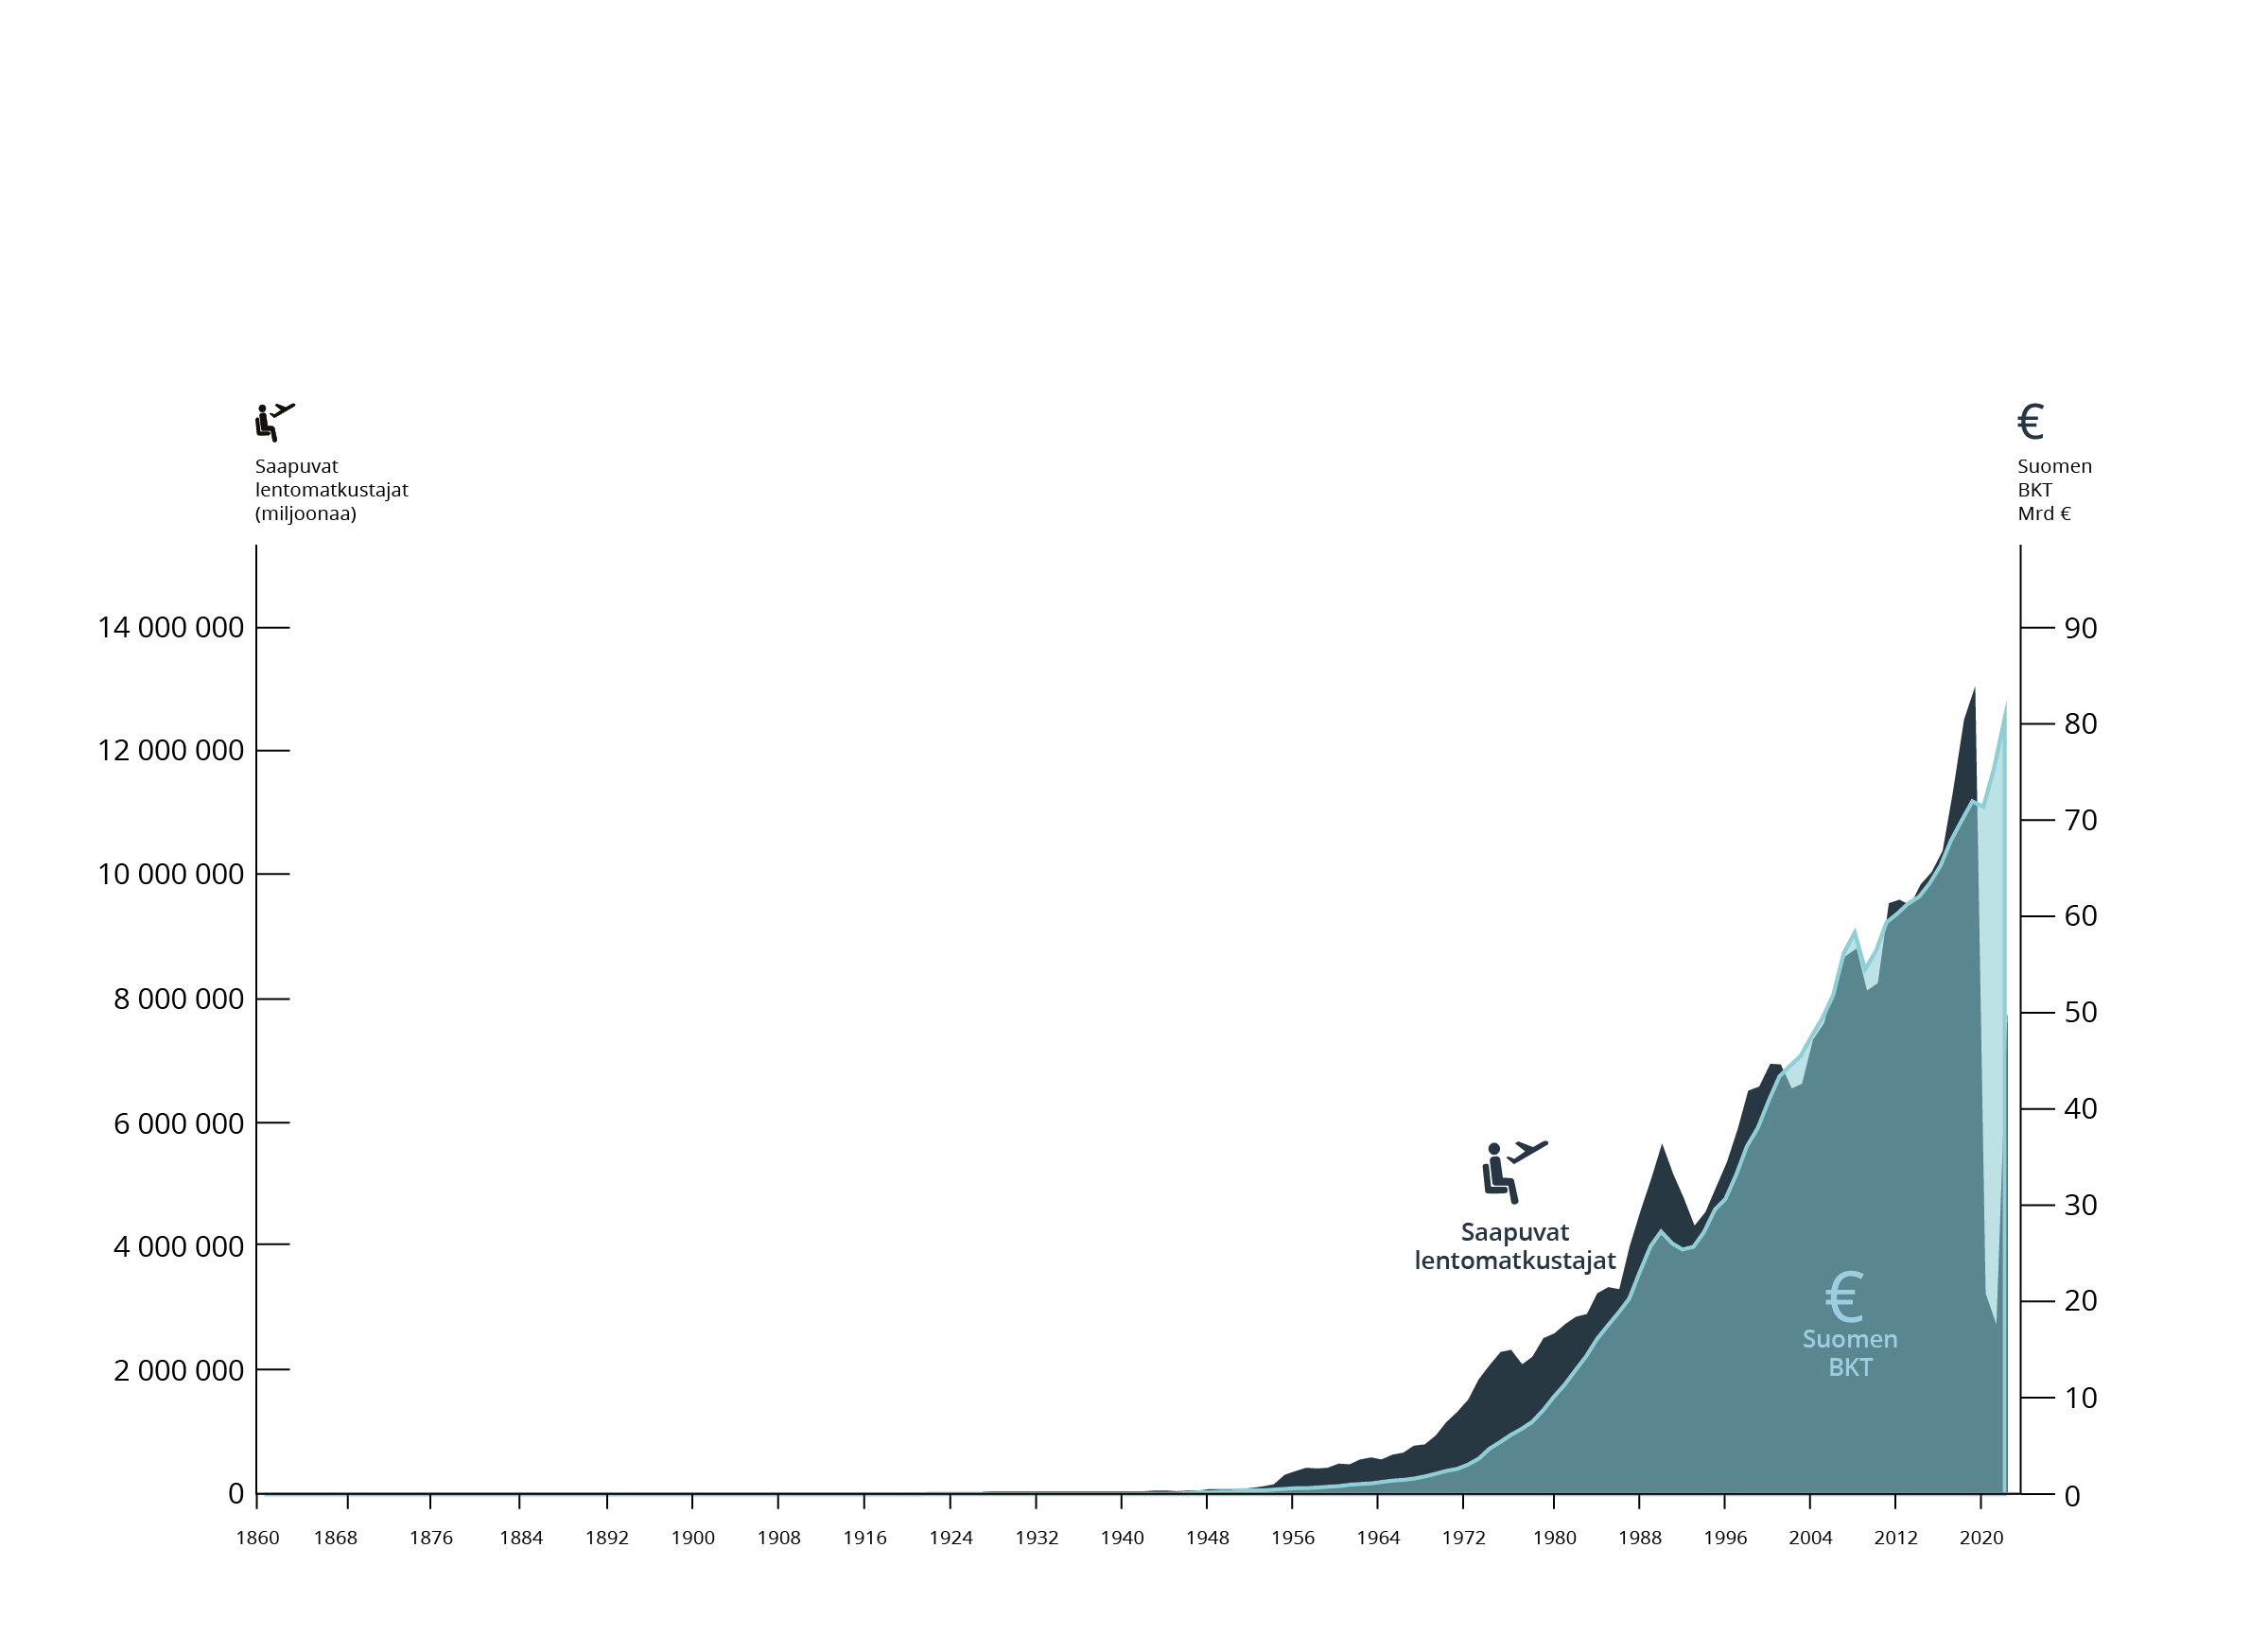 Saapuvat
lentomatkustajat
(miljoonaa)
€
Suomen
BKT
Mrd €
14 000 000
12 000 000
10 000 000
8 000 000
6 000 000
4 000 000
2 000 000
0
90
80
70
60
50
40
30
20
10
0
Saapuvat
lentomatkustajat
€
Suomen
BKT
1860 1868 1876 1884 1892 1900 1908 1916 1924 1932 1940 1948 1956 1964 1972 1980 1988 1996 2004 2012 2020